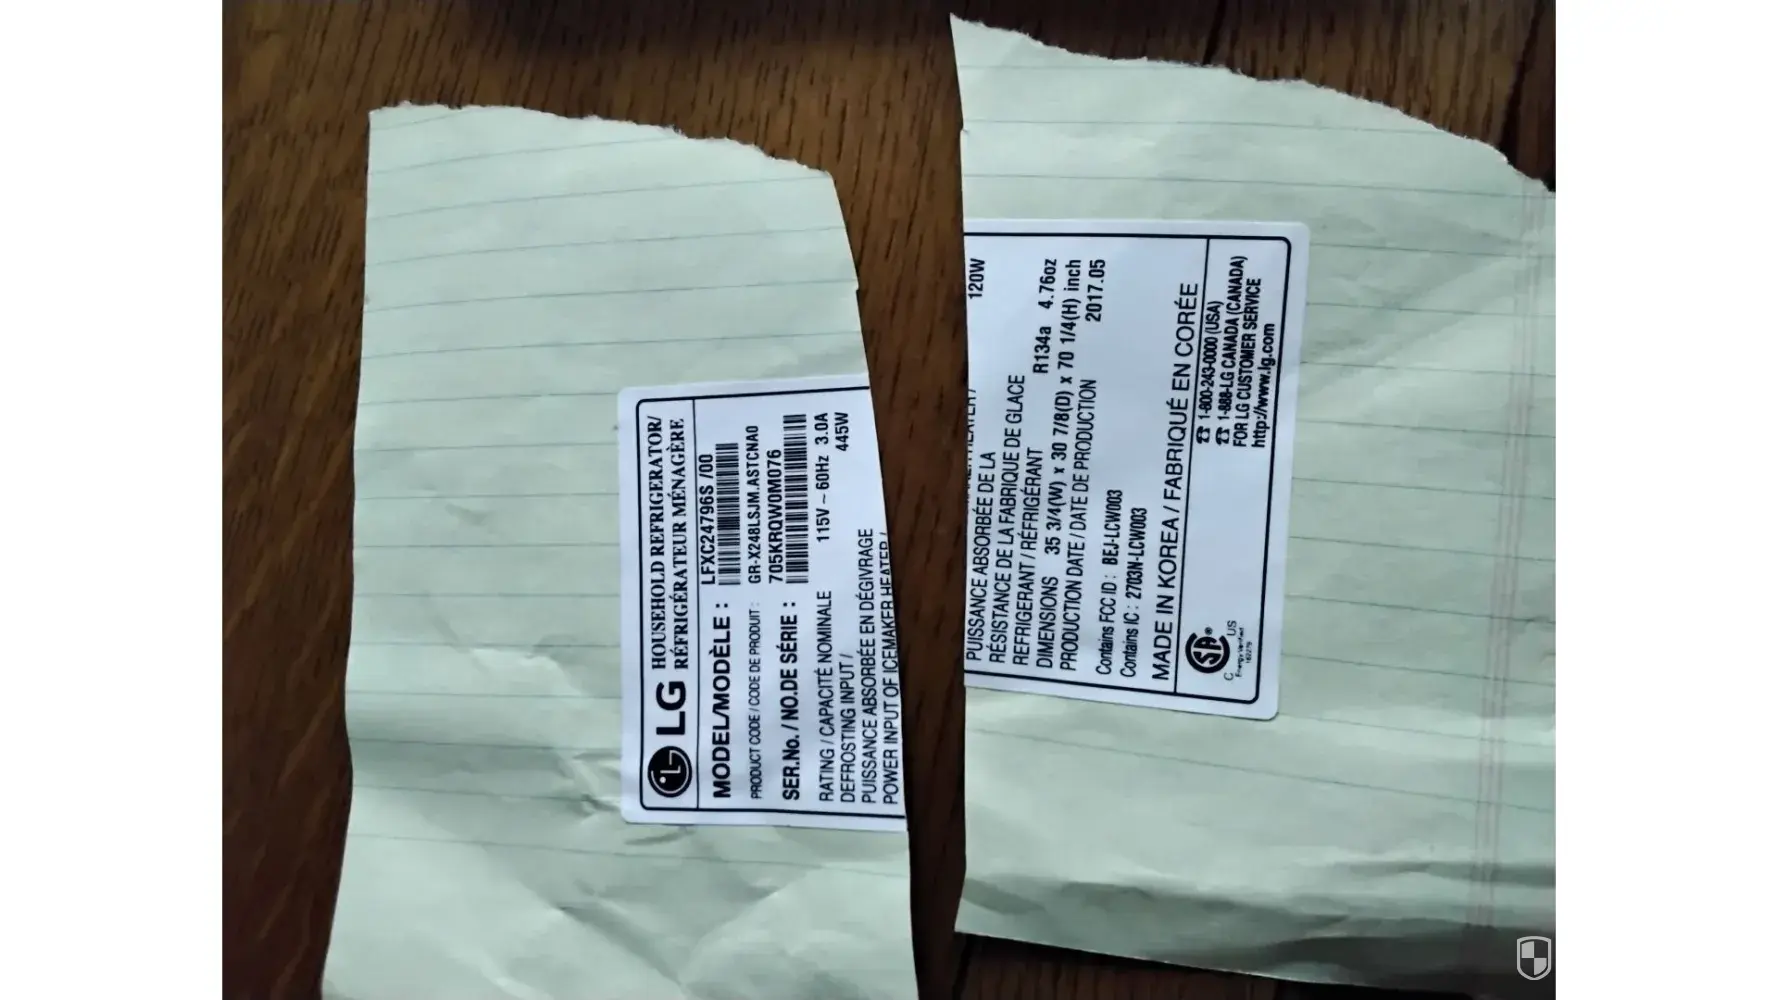 LG HOUSEHOLD REFRIGERATOR/
RÉFRIGÉRATEUR MÉNAGÈRE
MODEL/MODÈLE : LFXC24796S /00
PRODUCT CODE / CODE DE PRODUIT : GR-X248LSJM.ASTCNA0
SER.No. / NO.DE SÉRIE : 705KRQW0M076
RATING / CAPACITÉ NOMINALE 115V ~ 60Hz 3.0A
DEFROSTING INPUT / 445W
PUISSANCE ABSORBÉE EN DÉGIVRAGE
POWER INPUT OF ICEMAKER HEATER /
120W
PUISSANCE ABSORBÉE DE LA
RÉSISTANCE DE LA FABRIQUE DE GLACE
REFRIGERANT / RÉFRIGÉRANT R134a 4.76oz
DIMENSIONS 35 3/4(W) x 30 7/8(D) x 70 1/4(H) inch
PRODUCTION DATE / DATE DE PRODUCTION 2017.05
Contains FCC ID : BEJ-LCW003
Contains IC : 2703N-LCW003
MADE IN KOREA / FABRIQUÉ EN CORÉE
☎ 1-800-243-0000 (USA)
☎ 1-888-LG CANADA (CANADA)
FOR LG CUSTOMER SERVICE
http://www.lg.com
C SA ® US
Energy Verified